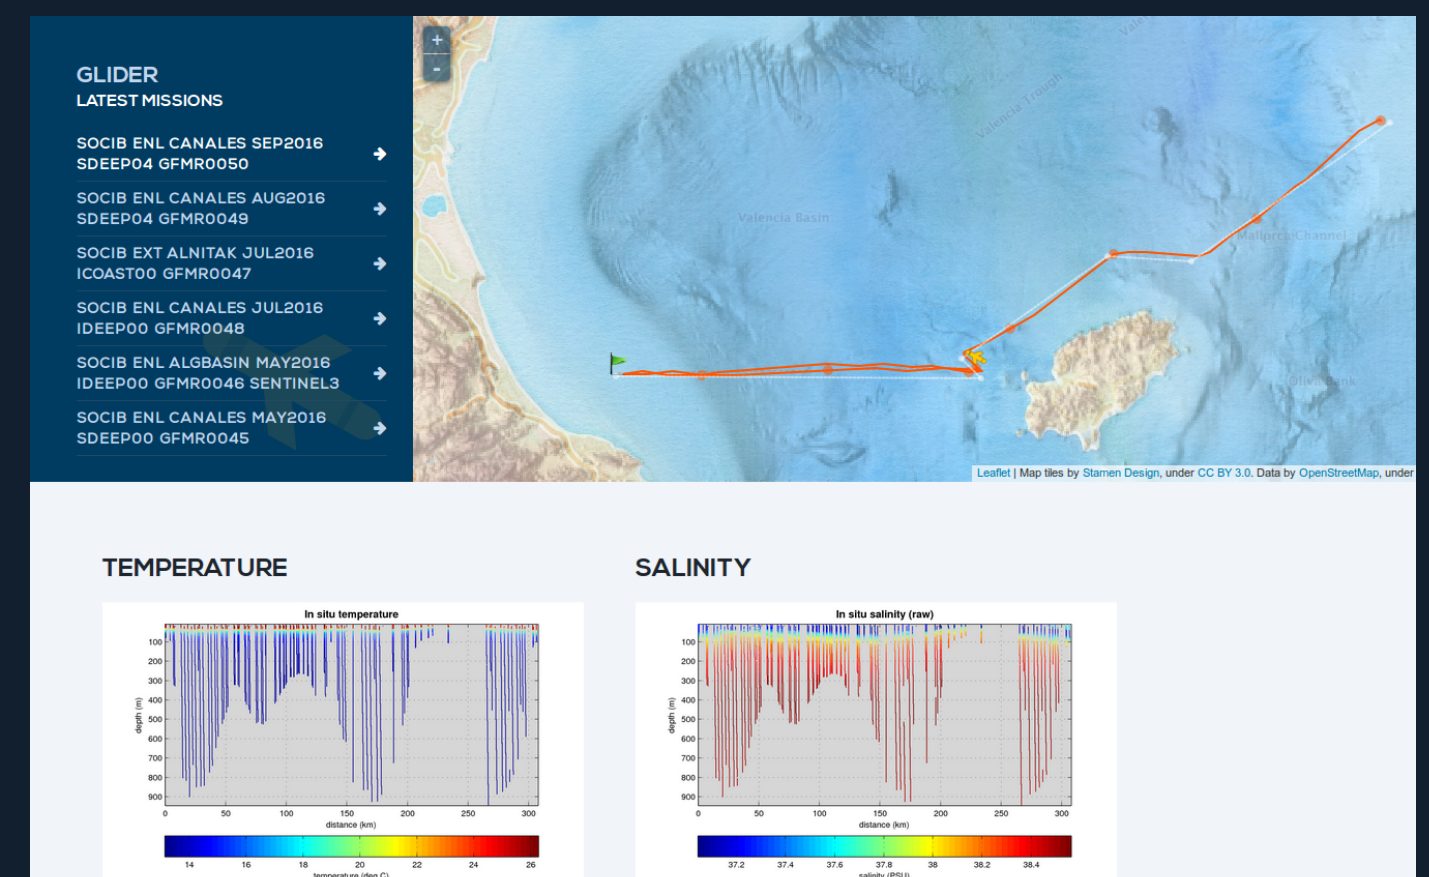 GLIDER
LATEST MISSIONS
SOCIB ENL CANALES SEP2016
SDEEP04 GFMR0050
SOCIB ENL CANALES AUG2016
SDEEP04 GFMR0049
SOCIB EXT ALNITAK JUL2016
ICOAST00 GFMR0047
SOCIB ENL CANALES JUL2016
IDEEP00 GFMR0048
SOCIB ENL ALGBASIN MAY2016
IDEEP00 GFMR0046 SENTINEL3
SOCIB ENL CANALES MAY2016
SDEEP00 GFMR0045
+
-
Valencia Trough
Valencia Basin
Mallorca Channel
Oliva Bank
Leaflet | Map tiles by Stamen Design, under CC BY 3.0. Data by OpenStreetMap, under
TEMPERATURE
In situ temperature
depth (m)
100
200
300
400
500
600
700
800
900
0 50 100 150 200 250 300
distance (km)
14 16 18 20 22 24 26
temperature (deg C)
SALINITY
In situ salinity (raw)
depth (m)
100
200
300
400
500
600
700
800
900
0 50 100 150 200 250 300
distance (km)
37.2 37.4 37.6 37.8 38 38.2 38.4
salinity (PSU)